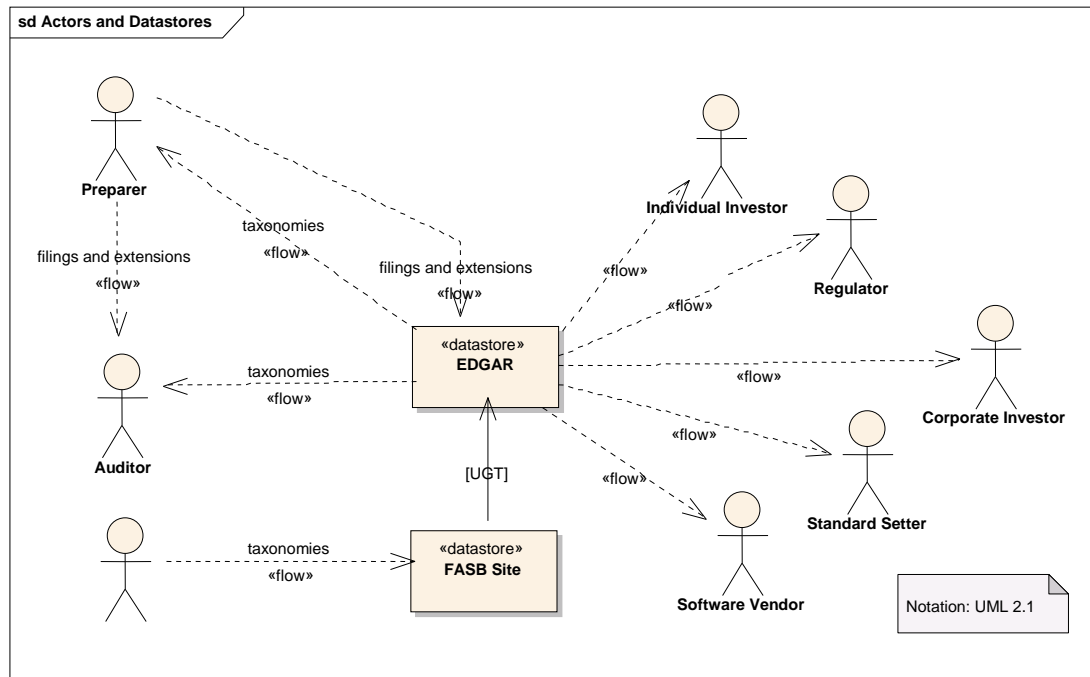 sd Actors and Datastores
Preparer
Individual Investor
taxonomies
«flow»
filings and extensions
«flow»
filings and extensions
«flow»
«flow»
«flow»
Regulator
«datastore»
EDGAR
taxonomies
«flow»
«flow»
Corporate Investor
Auditor
«flow»
[UGT]
«flow»
Standard Setter
taxonomies
«flow»
«datastore»
FASB Site
Software Vendor
Notation: UML 2.1